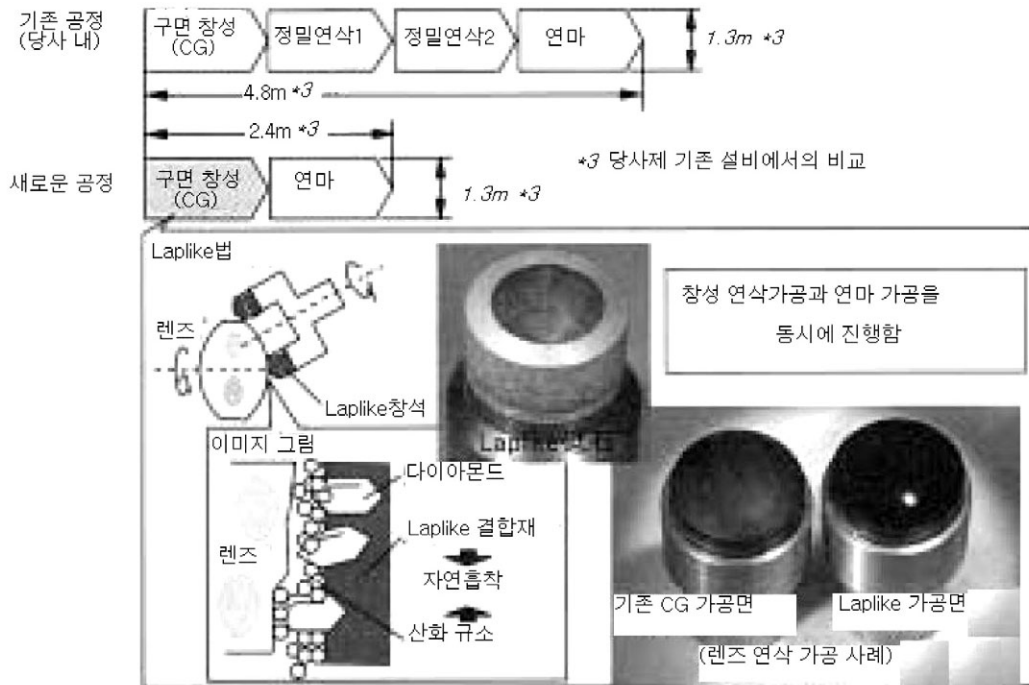 기존 공정
(당사 내)
구면 창성
(CG)
정밀연삭1
정밀연삭2
연마
1.3m *3
4.8m *3
2.4m *3
새로운 공정
구면 창성
(CG)
연마
1.3m *3
*3 당사제 기존 설비에서의 비교
Laplike법
렌즈
Laplike창석
창성 연삭가공과 연마 가공을
동시에 진행함
Laplike
이미지 그림
다이아몬드
렌즈
Laplike 결합재
자연흡착
산화 규소
기존 CG 가공면
Laplike 가공면
(렌즈 연삭 가공 사례)